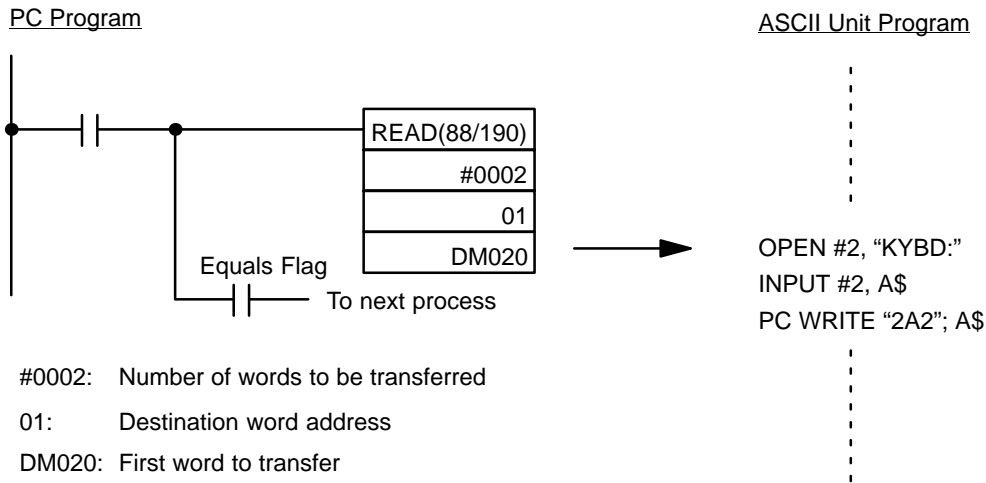 PC Program
ASCII Unit Program
READ(88/190)
#0002
01
DM020
Equals Flag
To next process
OPEN #2, “KYBD:”
INPUT #2, A$
PC WRITE “2A2”; A$
#0002: Number of words to be transferred
01: Destination word address
DM020: First word to transfer